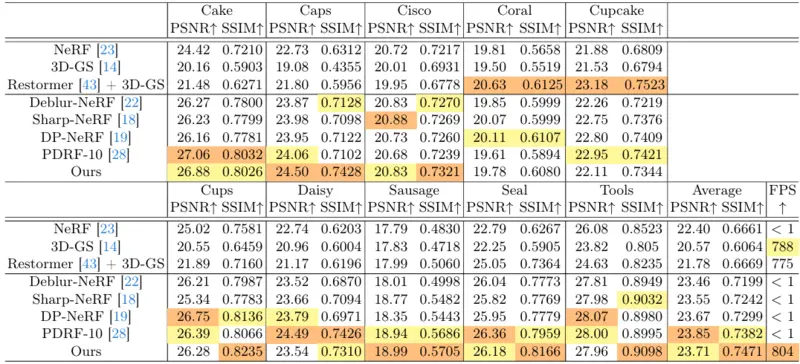 Cake Caps Cisco Coral Cupcake
PSNR↑ SSIM↑ PSNR↑ SSIM↑ PSNR↑ SSIM↑ PSNR↑ SSIM↑ PSNR↑ SSIM↑
NeRF [23] 24.42 0.7210 22.73 0.6312 20.72 0.7217 19.81 0.5658 21.88 0.6809
3D-GS [14] 20.16 0.5903 19.08 0.4355 20.01 0.6931 19.50 0.5519 21.53 0.6794
Restormer [43] + 3D-GS 21.48 0.6271 21.80 0.5956 19.95 0.6778 20.63 0.6125 23.18 0.7523
Deblur-NeRF [22] 26.27 0.7800 23.87 0.7128 20.83 0.7270 19.85 0.5999 22.26 0.7219
Sharp-NeRF [18] 26.23 0.7799 23.98 0.7098 20.88 0.7269 20.07 0.5999 22.75 0.7376
DP-NeRF [19] 26.16 0.7781 23.95 0.7122 20.73 0.7260 20.11 0.6107 22.80 0.7409
PDRF-10 [28] 27.06 0.8032 24.06 0.7102 20.68 0.7239 19.61 0.5894 22.95 0.7421
Ours 26.88 0.8026 24.50 0.7428 20.83 0.7321 19.78 0.6080 22.11 0.7344
Cups Daisy Sausage Seal Tools Average FPS
PSNR↑ SSIM↑ PSNR↑ SSIM↑ PSNR↑ SSIM↑ PSNR↑ SSIM↑ PSNR↑ SSIM↑ PSNR↑ SSIM↑ ↑
NeRF [23] 25.02 0.7581 22.74 0.6203 17.79 0.4830 22.79 0.6267 26.08 0.8523 22.40 0.6661 < 1
3D-GS [14] 20.55 0.6459 20.96 0.6004 17.83 0.4718 22.25 0.5905 23.82 0.805 20.57 0.6064 788
Restormer [43] + 3D-GS 21.89 0.7160 21.17 0.6196 17.99 0.5060 25.05 0.7364 24.63 0.8235 21.78 0.6669 775
Deblur-NeRF [22] 26.21 0.7987 23.52 0.6870 18.01 0.4998 26.04 0.7773 27.81 0.8949 23.46 0.7199 < 1
Sharp-NeRF [18] 25.34 0.7783 23.66 0.7094 18.77 0.5482 25.82 0.7769 27.98 0.9032 23.55 0.7242 < 1
DP-NeRF [19] 26.75 0.8136 23.79 0.6971 18.35 0.5443 25.95 0.7779 28.07 0.8980 23.67 0.7299 < 1
PDRF-10 [28] 26.39 0.8066 24.49 0.7426 18.94 0.5686 26.36 0.7959 28.00 0.8995 23.85 0.7382 < 1
Ours 26.28 0.8235 23.54 0.7310 18.99 0.5705 26.18 0.8166 27.96 0.9098 23.71 0.7471 804